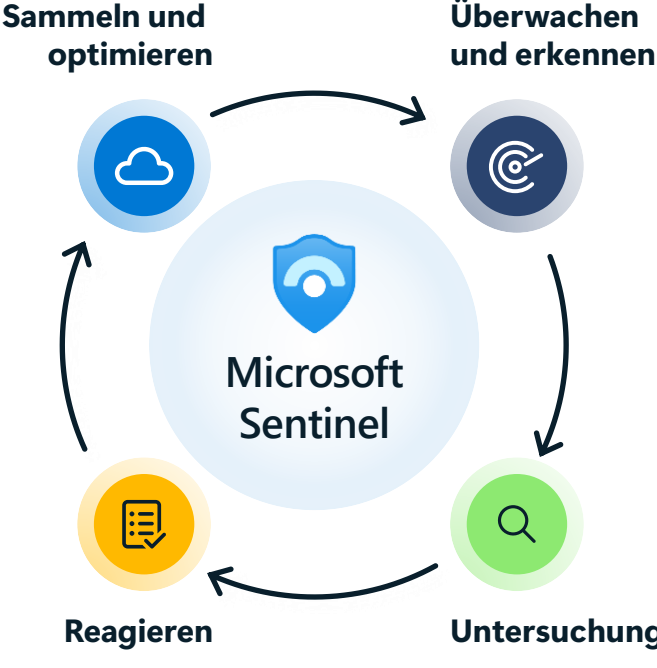 Sammeln und
optimieren
Überwachen
und erkennen
Microsoft
Sentinel
Reagieren
Untersuchung